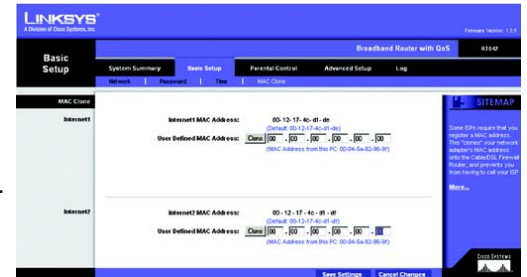 LINKSYS®
A Division of Cisco Systems, Inc.
Firmware Version: 1.3.9
Broadband Router with QoS
RT042
Basic Setup
System Summary
Basic Setup
Parental Control
Advanced Setup
Log
Network | Password | Time | MAC Clone
MAC Clone
SITEMAP
Internet1
Internet1 MAC Address: 00-12-17-4c-d1-de
(Default: 00-12-17-4c-d1-de)
User Defined MAC Address: Clone 00 . 00 . 00 . 00 . 00 . 00
(MAC Address from this PC: 00-04-5a-82-96-9f)
Some ISPs require that you register a MAC address. This "clones" your network adapter's MAC address onto the Cable/DSL Firewall Router, and prevents you from having to call your ISP
More...
Internet2
Internet2 MAC Address: 00-12-17-4c-d1-df
(Default: 00-12-17-4c-d1-df)
User Defined MAC Address: Clone 00 . 00 . 00 . 00 . 00 .
(MAC Address from this PC: 00-04-5a-82-96-9f)
Save Settings
Cancel Changes
CISCO SYSTEMS